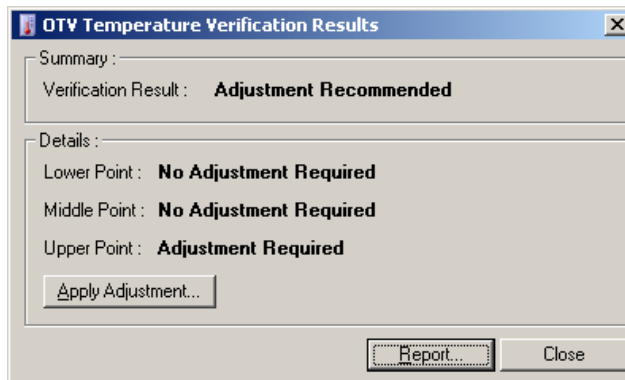 OTV Temperature Verification Results
Summary :
Verification Result : Adjustment Recommended
Details :
Lower Point : No Adjustment Required
Middle Point : No Adjustment Required
Upper Point : Adjustment Required
Apply Adjustment...
Report... Close